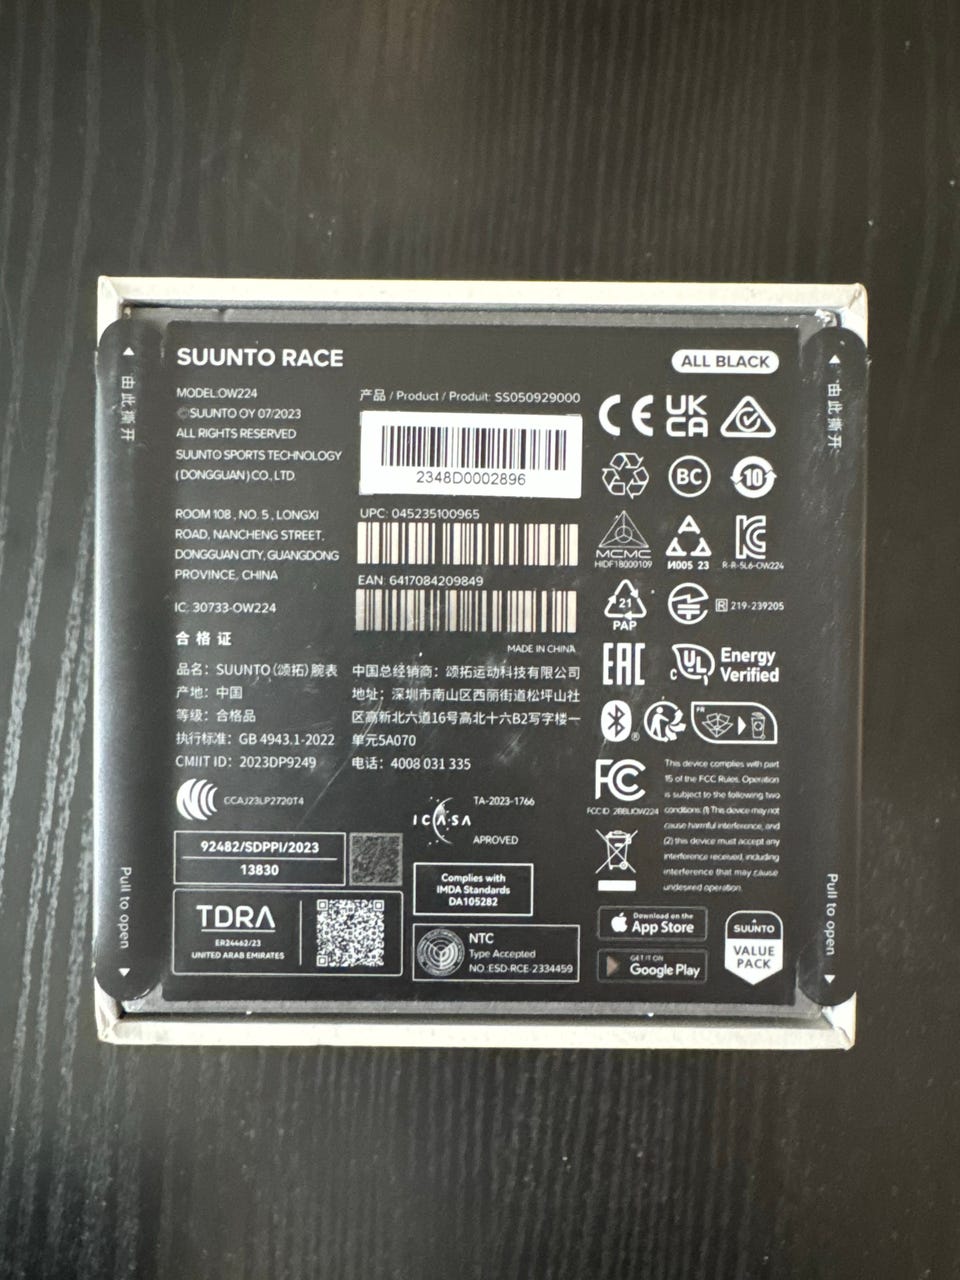 SUUNTO RACE
ALL BLACK
MODEL:OW224
©SUUNTO OY 07/2023
ALL RIGHTS RESERVED
SUUNTO SPORTS TECHNOLOGY
(DONGGUAN) CO., LTD.
ROOM 108, NO. 5, LONGXI
ROAD, NANCHENG STREET,
DONGGUAN CITY, GUANGDONG
PROVINCE, CHINA
IC: 30733-OW224
合格证
品名：SUUNTO（颂拓）腕表
产地：中国
等级：合格品
执行标准：GB 4943.1-2022
CMIIT ID：2023DP9249
CCAJ23LP2720T4
92482/SDPPI/2023
13830
TDRA
ER24462/23
UNITED ARAB EMIRATES
产品 / Product / Produit: SS050929000
2348D0002896
UPC: 045235100965
EAN: 6417084209849
MADE IN CHINA
中国总经销商：颂拓运动科技有限公司
地址：深圳市南山区西丽街道松坪山社
区高新北六道16号高北十六B2写字楼一
单元5A070
电话：4008 031 335
ICASA
TA-2023-1766
APPROVED
Complies with
IMDA Standards
DA105282
NTC
Type Accepted
NO.:ESD-RCE-2334459
CE
UK
CA
BC
10
MCMC
HIDF18000109
И005 23
R-R-SL6-OW224
21
PAP
R 219-239205
EAC
c UL
Energy
Verified
FR
FC
FCC ID: 2BBLIOW224
This device complies with part
15 of the FCC Rules. Operation
is subject to the following two
conditions: (1) This device may not
cause harmful interference, and
(2) this device must accept any
interference received, including
interference that may cause
undesired operation.
Download on the
App Store
GET IT ON
Google Play
SUUNTO
VALUE
PACK
由此撕开
Pull to open
由此撕开
Pull to open